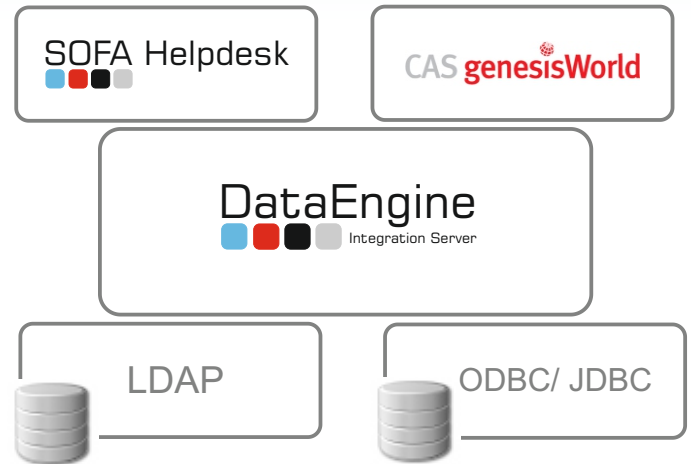 SOFA Helpdesk
CAS genesisWorld
DataEngine
Integration Server
LDAP
ODBC/ JDBC